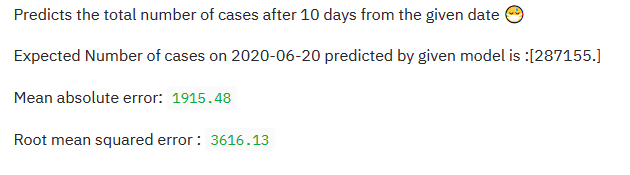 Predicts the total number of cases after 10 days from the given date 😷
Expected Number of cases on 2020-06-20 predicted by given model is :[287155.]
Mean absolute error: 1915.48
Root mean squared error : 3616.13